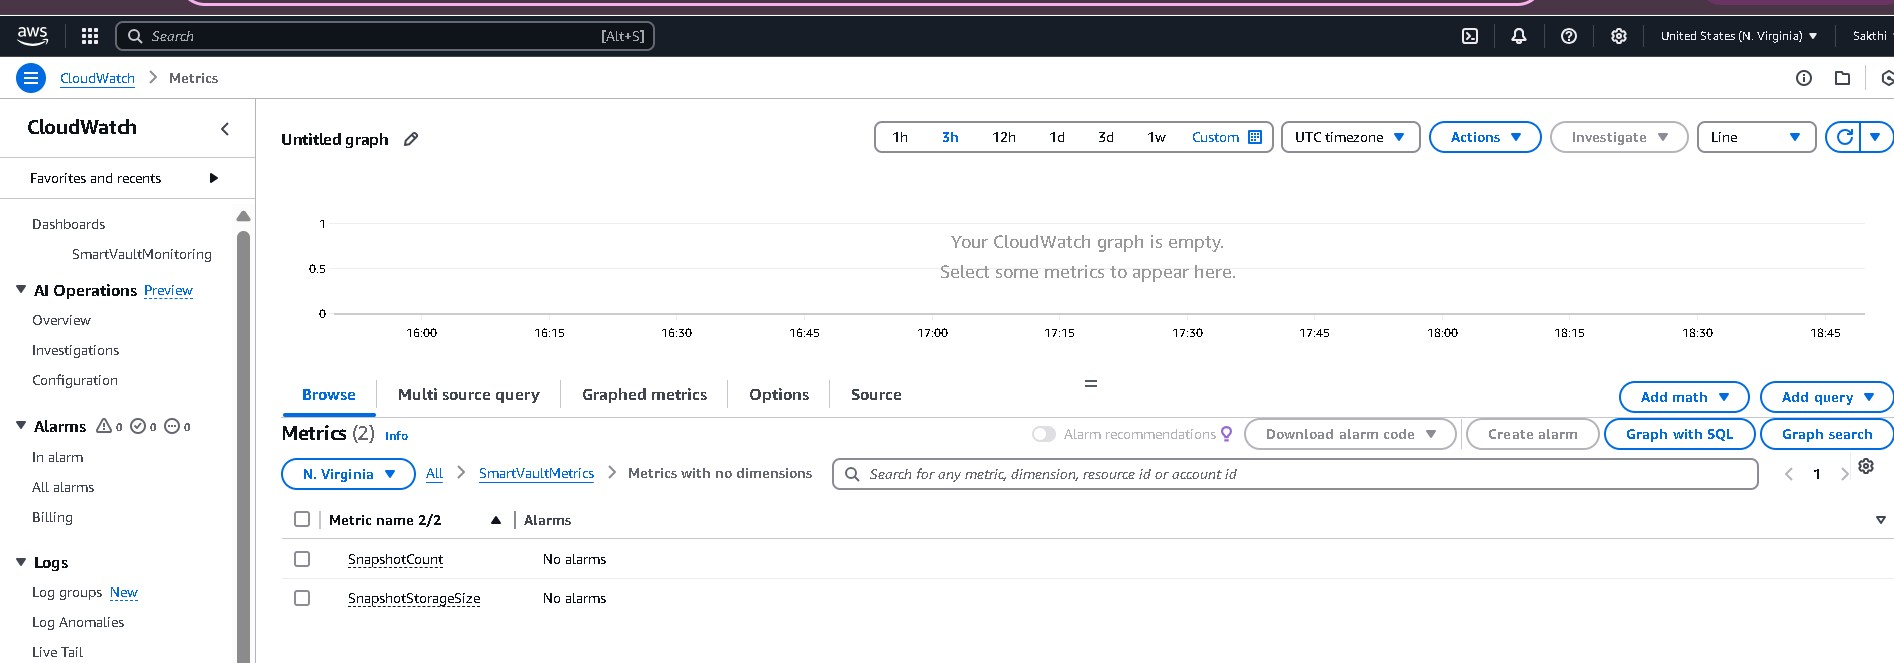 aws
Search [Alt+S] United States (N. Virginia) Sakthi
CloudWatch Metrics
CloudWatch
Favorites and recents
Dashboards
SmartVaultMonitoring
AI Operations Preview
Overview
Investigations
Configuration
Alarms 0 0 0
In alarm
All alarms
Billing
Logs
Log groups New
Log Anomalies
Live Tail
Untitled graph
1h 3h 12h 1d 3d 1w Custom UTC timezone Actions Investigate Line
1
0.5
0
Your CloudWatch graph is empty.
Select some metrics to appear here.
16:00 16:15 16:30 16:45 17:00 17:15 17:30 17:45 18:00 18:15 18:30 18:45
Browse Multi source query Graphed metrics Options Source
Add math Add query
Metrics (2) Info
Alarm recommendations Download alarm code Create alarm Graph with SQL Graph search
N. Virginia All SmartVaultMetrics Metrics with no dimensions Search for any metric, dimension, resource id or account id 1
Metric name 2/2 Alarms
SnapshotCount No alarms
SnapshotStorageSize No alarms